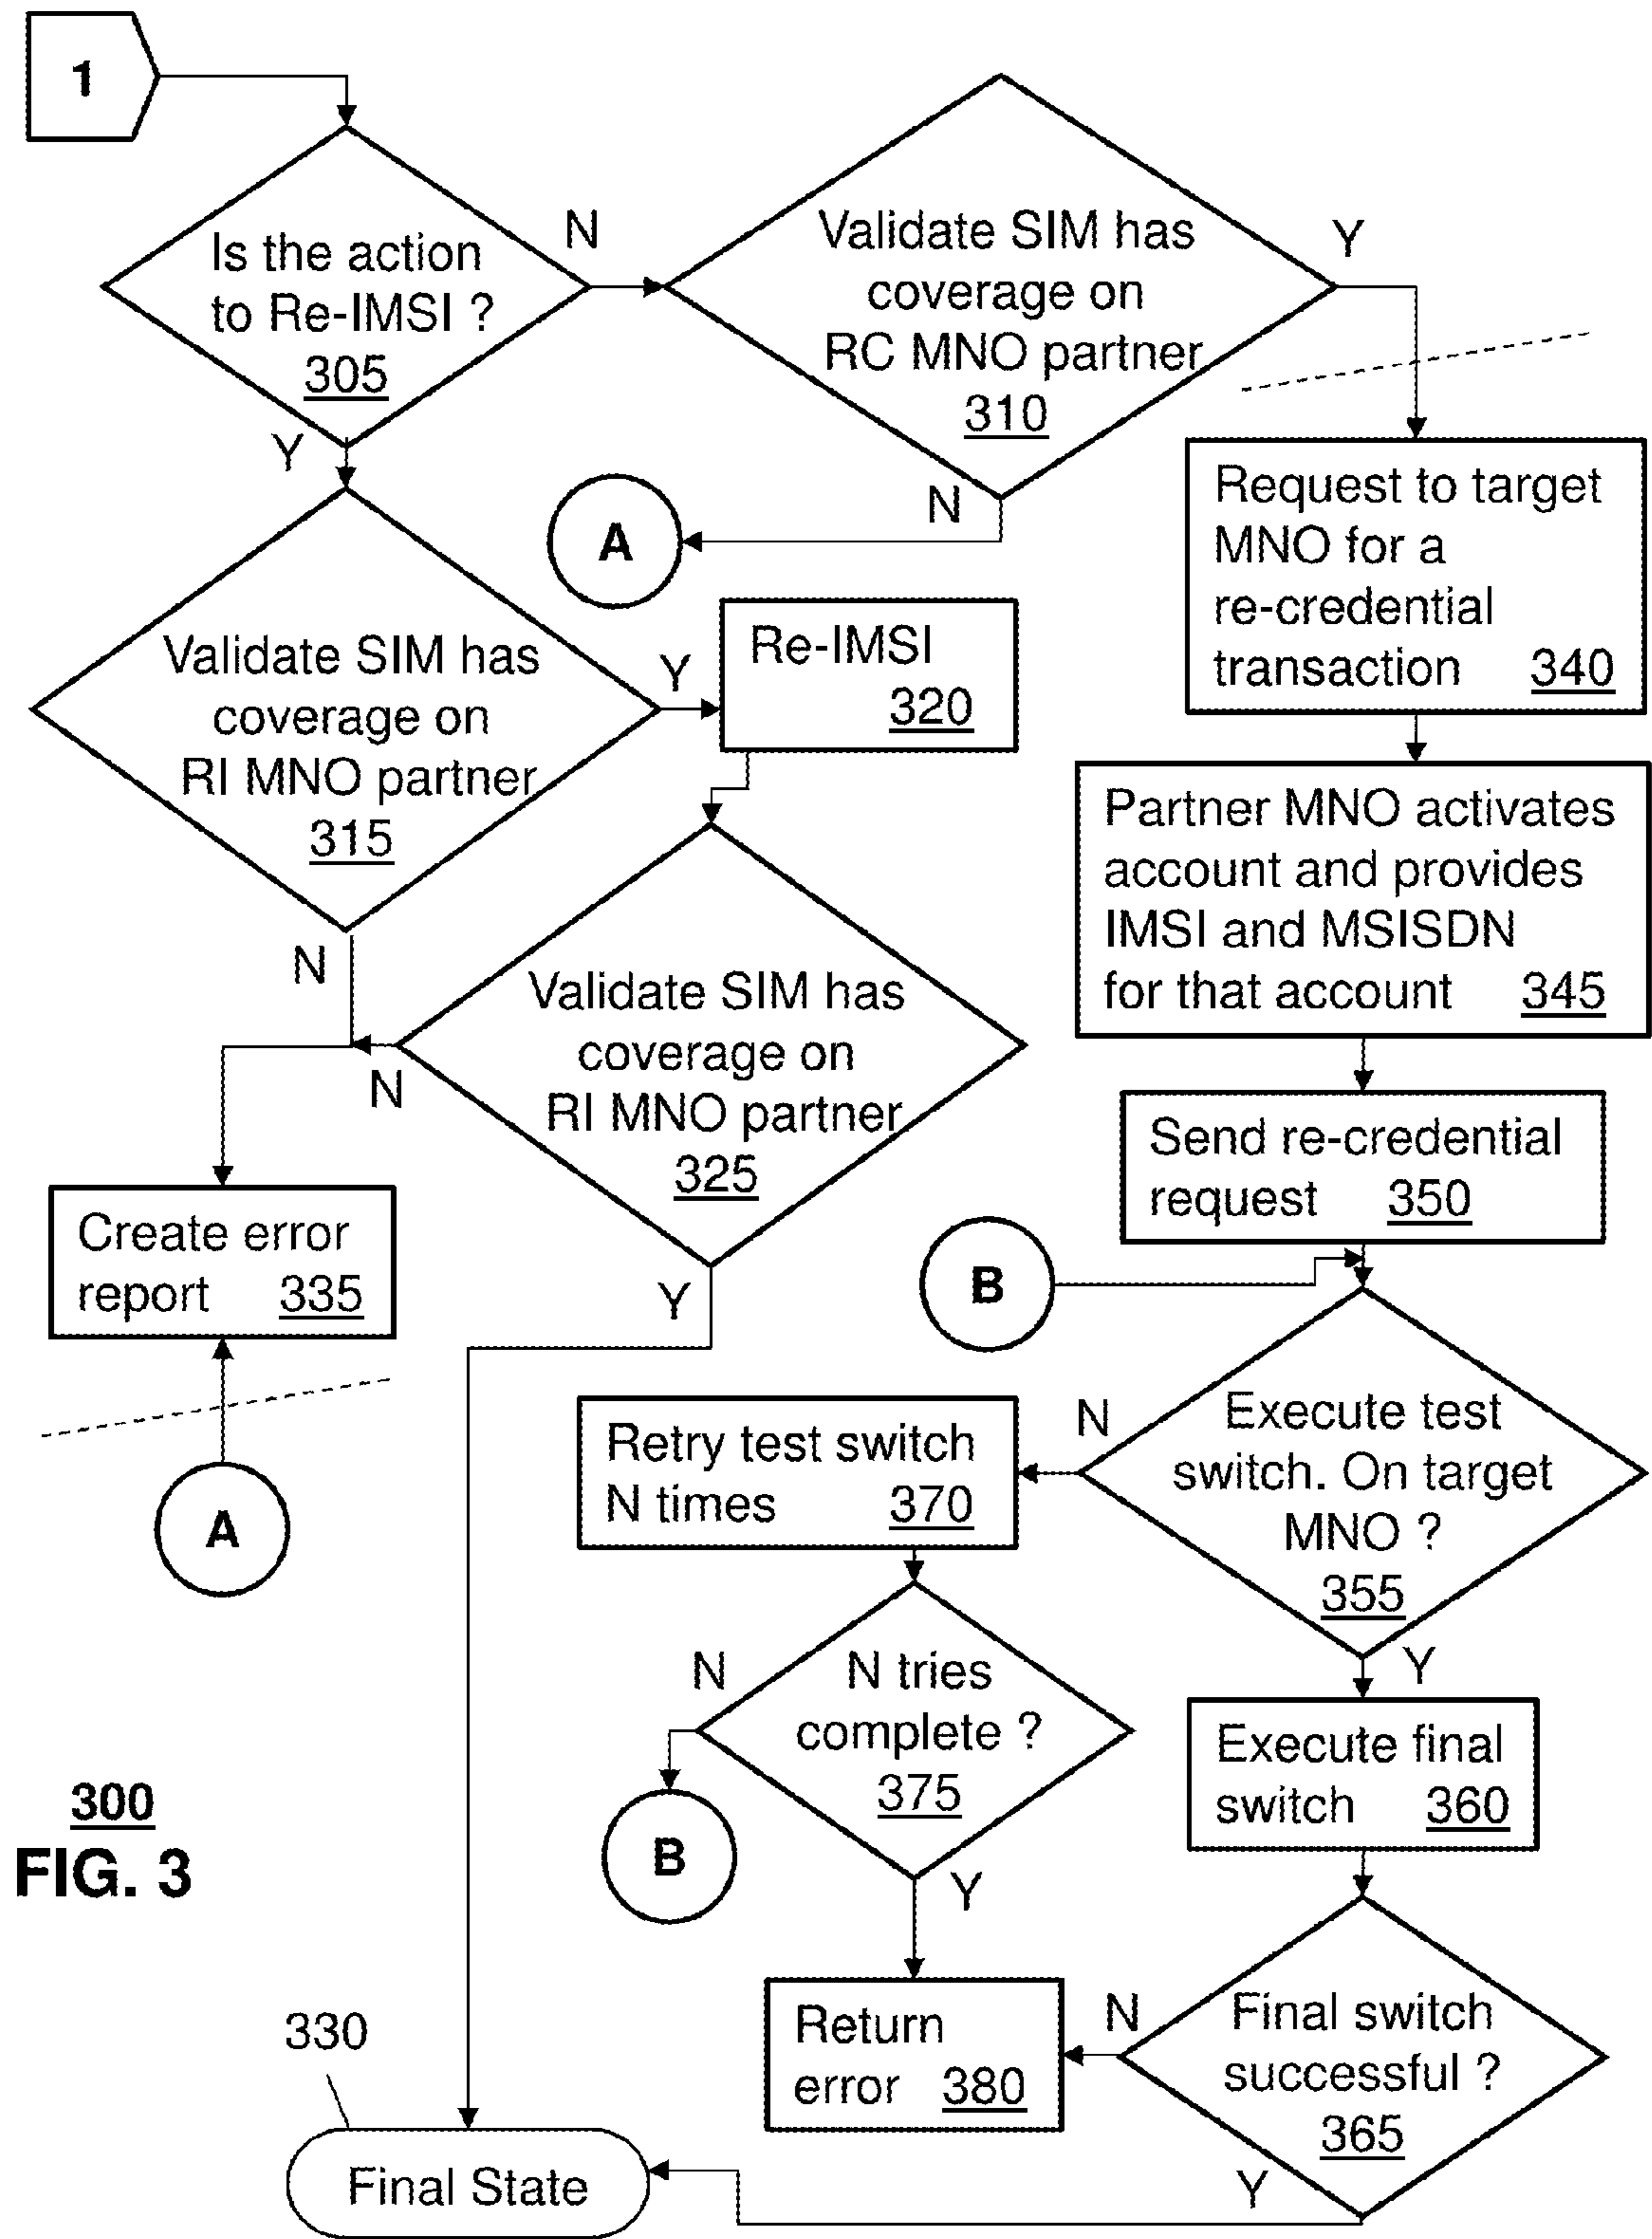 1
Is the action
to Re-IMSI ?
305
N
Y
Validate SIM has
coverage on
RC MNO partner
310
Y
N
A
Request to target
MNO for a
re-credential
transaction 340
Validate SIM has
coverage on
RI MNO partner
315
Y
N
Re-IMSI
320
Partner MNO activates
account and provides
IMSI and MSISDN
for that account 345
Validate SIM has
coverage on
RI MNO partner
325
N
Y
Send re-credential
request 350
Create error
report 335
A
B
Execute test
switch. On target
MNO ?
355
N
Y
Retry test switch
N times 370
N tries
complete ?
375
N
Y
B
Execute final
switch 360
Final switch
successful ?
365
N
Y
Return
error 380
330
Final State
300
FIG. 3